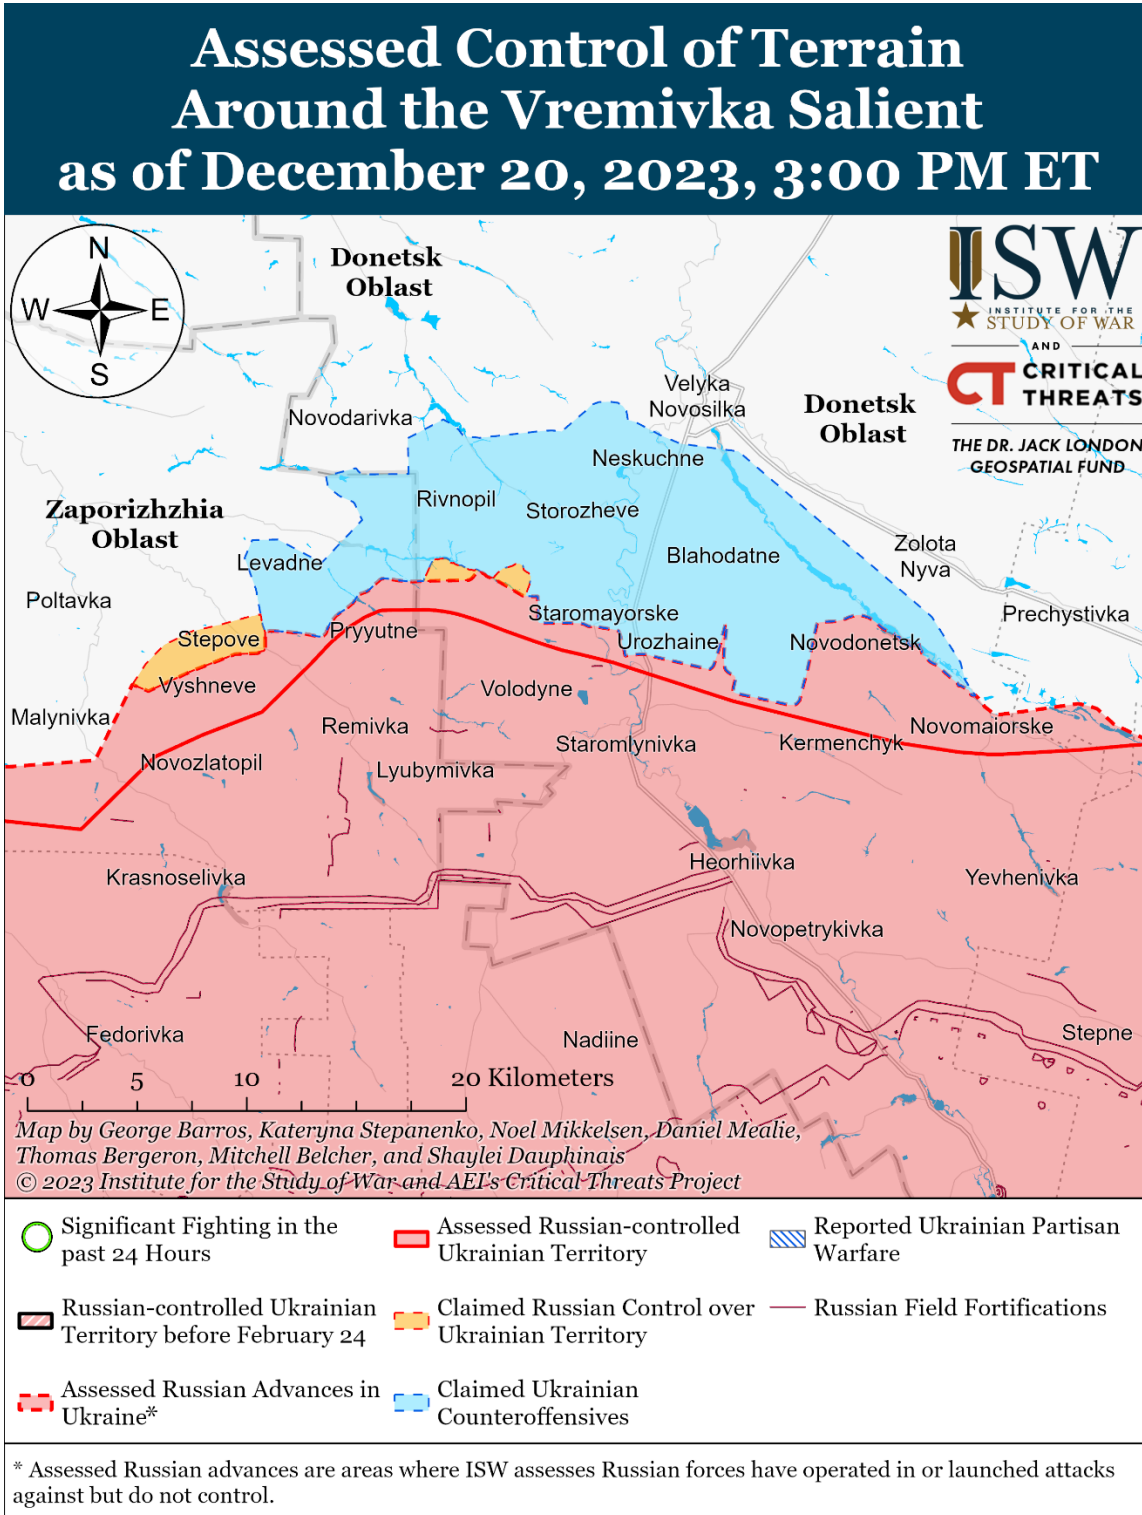 Assessed Control of Terrain
Around the Vremivka Salient
as of December 20, 2023, 3:00 PM ET
N
W
E
S
Donetsk
Oblast
ISW
INSTITUTE FOR THE
STUDY OF WAR
AND
CT CRITICAL
THREATS
THE DR. JACK LONDON
GEOSPATIAL FUND
Velyka
Novosilka
Donetsk
Oblast
Novodarivka
Neskuchne
Rivnopil
Storozheve
Zaporizhzhia
Oblast
Levadne
Blahodatne
Zolota
Nyva
Poltavka
Staromayorske
Prechystivka
Stepove
Pryyutne
Urozhaine
Novodonetsk
Vyshneve
Volodyne
Malynivka
Remivka
Novomaiorske
Staromlynivka
Kermenchyk
Novozlatopil
Lyubymivka
Heorhiivka
Krasnoselivka
Yevhenivka
Novopetrykivka
Fedorivka
Nadiine
Stepne
0 5 10 20 Kilometers
Map by George Barros, Kateryna Stepanenko, Noel Mikkelsen, Daniel Mealie,
Thomas Bergeron, Mitchell Belcher, and Shaylei Dauphinais
© 2023 Institute for the Study of War and AEI's Critical Threats Project
Significant Fighting in the
past 24 Hours
Assessed Russian-controlled
Ukrainian Territory
Reported Ukrainian Partisan
Warfare
Russian-controlled Ukrainian
Territory before February 24
Claimed Russian Control over
Ukrainian Territory
Russian Field Fortifications
Assessed Russian Advances in
Ukraine*
Claimed Ukrainian
Counteroffensives
* Assessed Russian advances are areas where ISW assesses Russian forces have operated in or launched attacks
against but do not control.